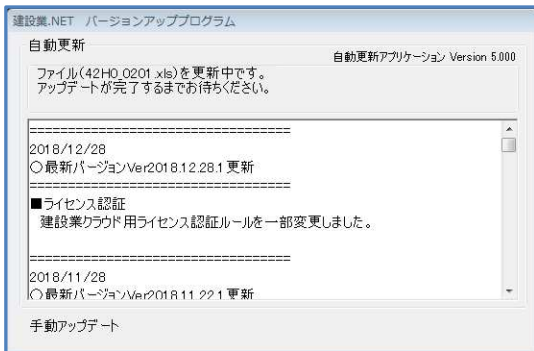 建設業.NET バージョンアッププログラム
自動更新
自動更新アプリケーション Version 5.000
ファイル(42H0_0201.xls)を更新中です。
アップデートが完了するまでお待ちください。
==================================
2018/12/28
○最新バージョンVer2018.12.28.1 更新
==================================
■ライセンス認証
建設業クラウド用ライセンス認証ルールを一部変更しました。
==================================
2018/11/28
○最新バージョンVer2018.11.22.1 更新
手動アップデート